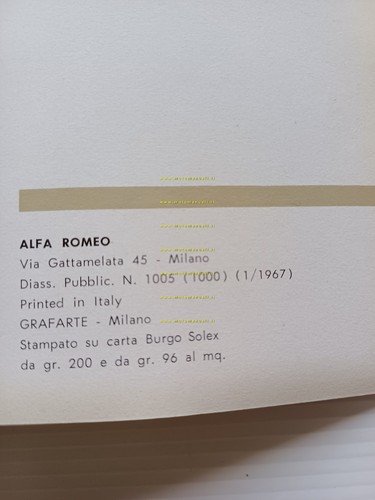 ALFA ROMEO
Via Gattamelata 45 - Milano
Diass. Pubblic. N. 1005 (1000) (1/1967)
Printed in Italy
GRAFARTE - Milano
Stampato su carta Burgo Solex
da gr. 200 e da gr. 96 al mq.